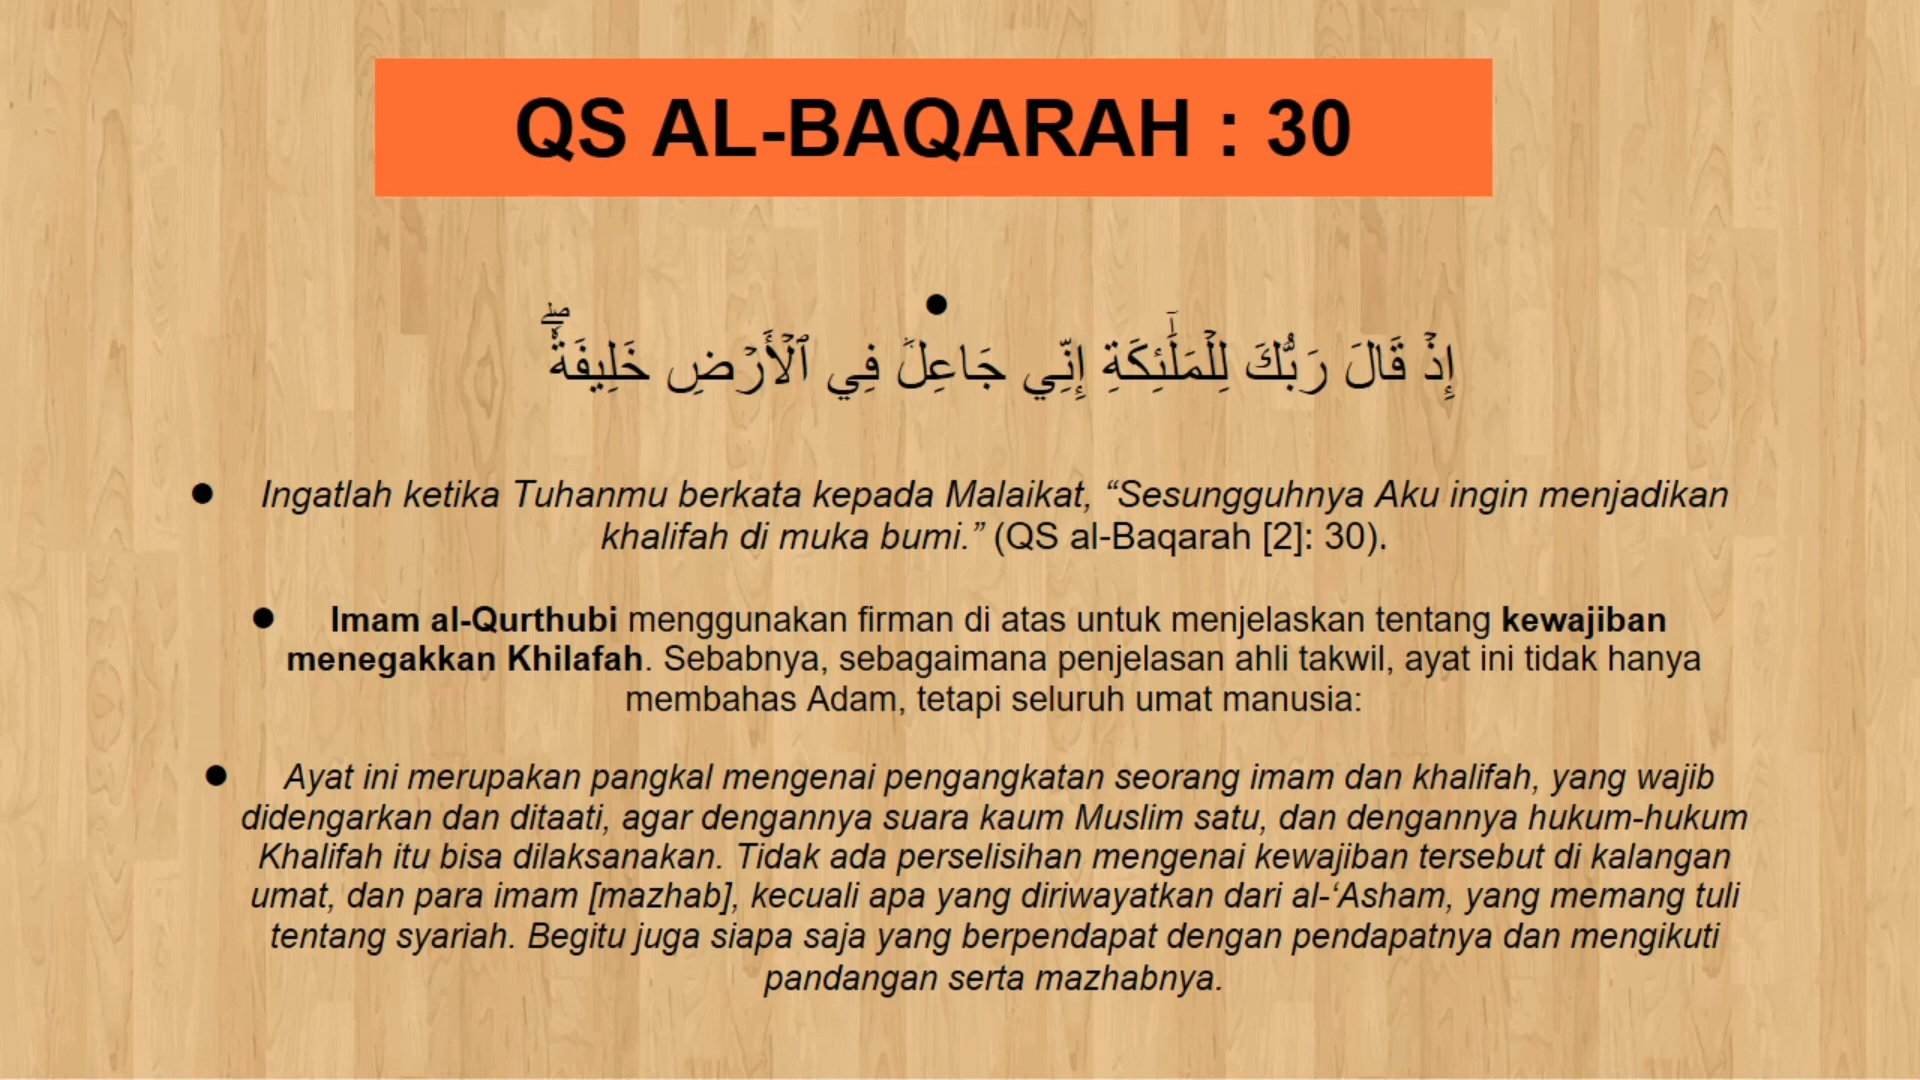 QS AL-BAQARAH : 30
إِذۡ قَالَ رَبُّكَ لِلۡمَلَٰٓئِكَةِ إِنِّي جَاعِلٞ فِي ٱلۡأَرۡضِ خَلِيفَةٗۖ
Ingatlah ketika Tuhanmu berkata kepada Malaikat, “Sesungguhnya Aku ingin menjadikan
khalifah di muka bumi.” (QS al-Baqarah [2]: 30).
Imam al-Qurthubi menggunakan firman di atas untuk menjelaskan tentang kewajiban
menegakkan Khilafah. Sebabnya, sebagaimana penjelasan ahli takwil, ayat ini tidak hanya
membahas Adam, tetapi seluruh umat manusia:
Ayat ini merupakan pangkal mengenai pengangkatan seorang imam dan khalifah, yang wajib
didengarkan dan ditaati, agar dengannya suara kaum Muslim satu, dan dengannya hukum-hukum
Khalifah itu bisa dilaksanakan. Tidak ada perselisihan mengenai kewajiban tersebut di kalangan
umat, dan para imam [mazhab], kecuali apa yang diriwayatkan dari al-‘Asham, yang memang tuli
tentang syariah. Begitu juga siapa saja yang berpendapat dengan pendapatnya dan mengikuti
pandangan serta mazhabnya.